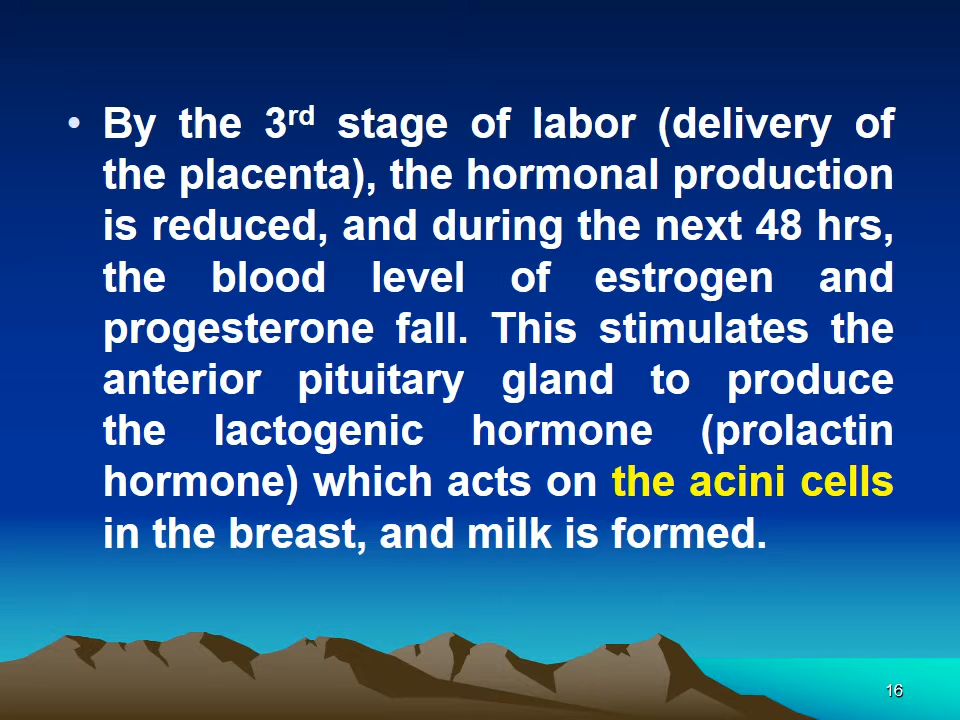 • By the 3rd stage of labor (delivery of
the placenta), the hormonal production
is reduced, and during the next 48 hrs,
the blood level of estrogen and
progesterone fall. This stimulates the
anterior pituitary gland to produce
the lactogenic hormone (prolactin
hormone) which acts on the acini cells
in the breast, and milk is formed.
16